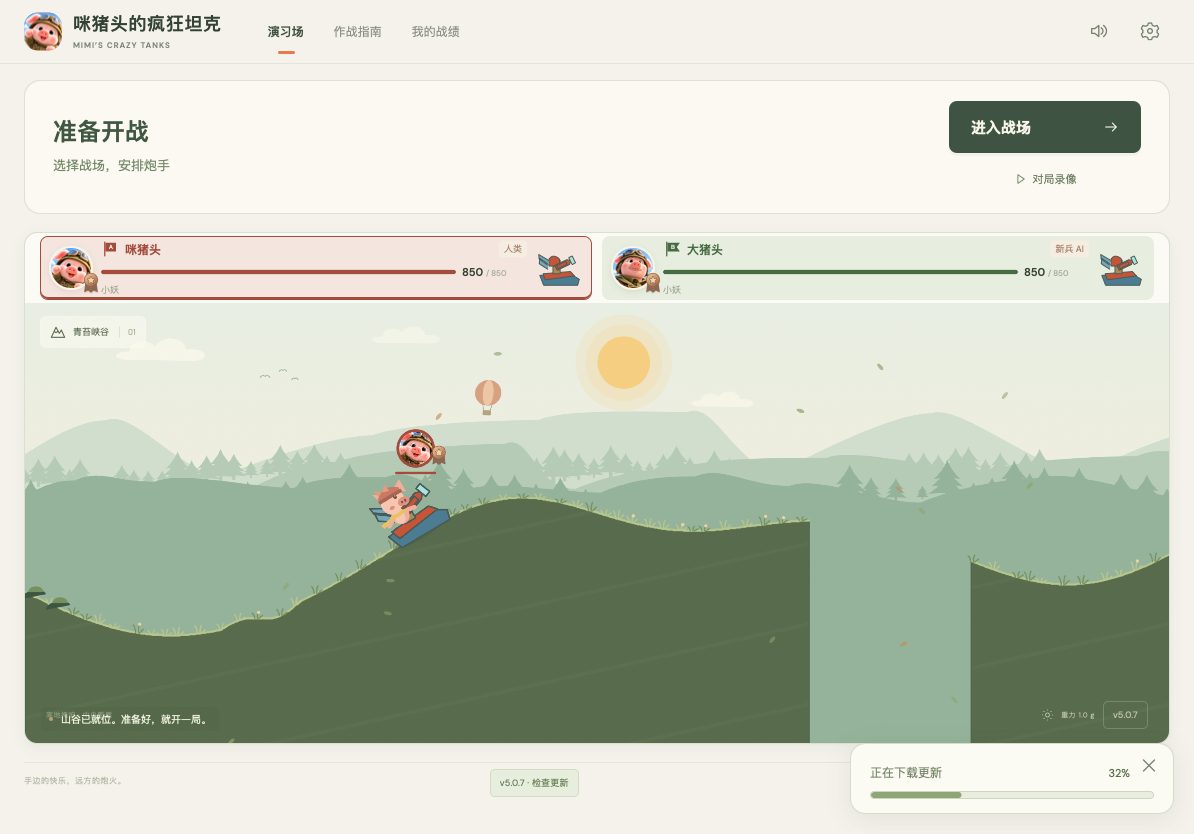 咪猪头的疯狂坦克
MIMI'S CRAZY TANKS
演习场
作战指南
我的战绩
准备开战
选择战场，安排炮手
进入战场
对局录像
A
咪猪头
人类
850 / 850
小妖
B
大猪头
新兵 AI
850 / 850
小妖
青苔峡谷
01
山谷已就位。准备好，就开一局。
重力 1.0 g
v5.0.7
手边的快乐，远方的炮火。
v5.0.7 · 检查更新
正在下载更新
32%